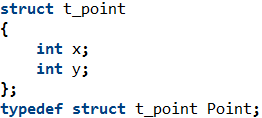 struct t_point
{
    int x;
    int y;
};
typedef struct t_point Point;